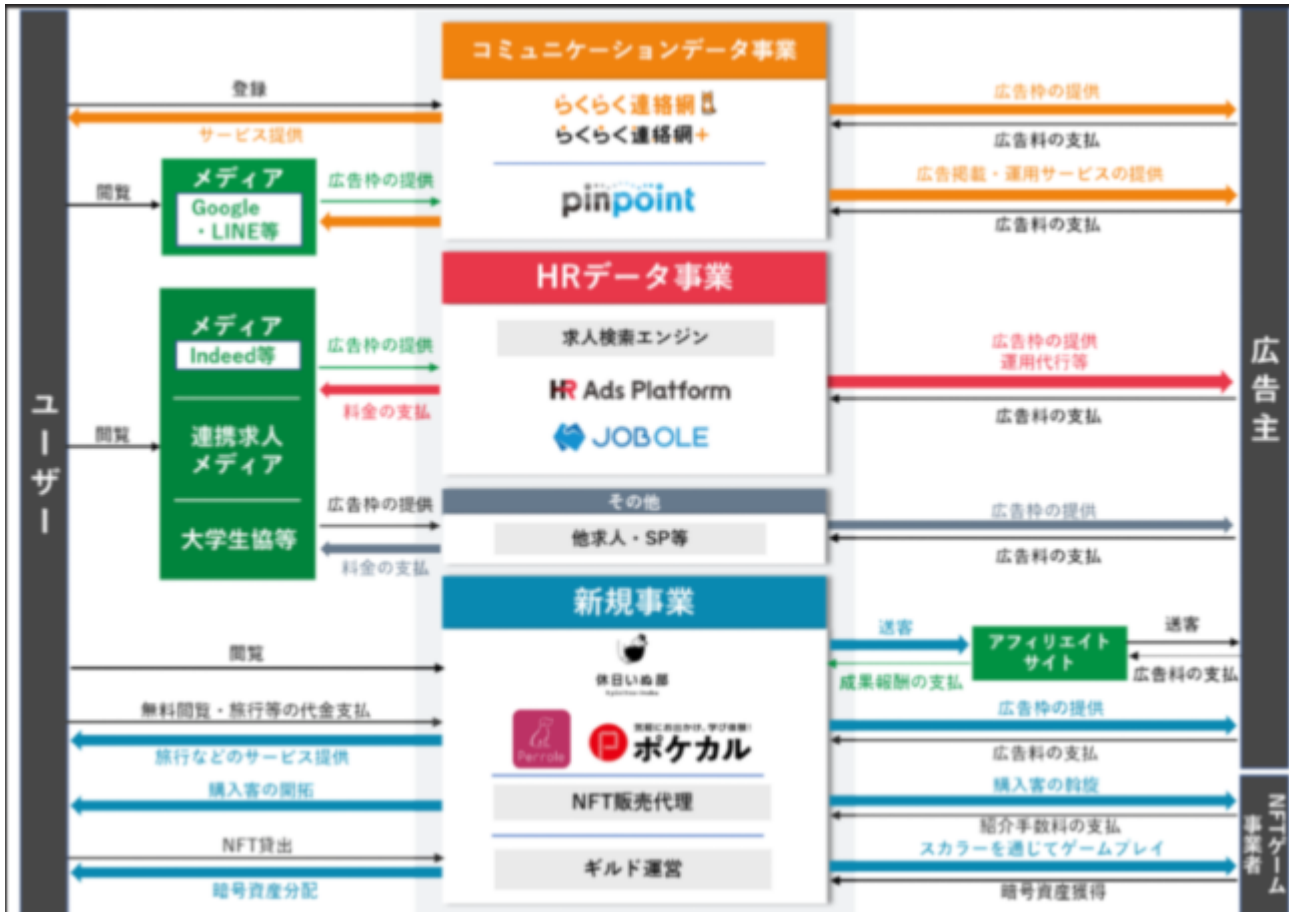 ユーザー
登録
サービス提供
閲覧
メディア
Google
・LINE等
広告枠の提供
閲覧
メディア
Indeed等
連携求人
メディア
大学生協等
広告枠の提供
料金の支払
広告枠の提供
料金の支払
閲覧
無料閲覧・旅行等の代金支払
旅行などのサービス提供
購入客の開拓
NFT貸出
暗号資産分配
コミュニケーションデータ事業
らくらく連絡網
らくらく連絡網+
pinpoint
HRデータ事業
求人検索エンジン
HR Ads Platform
JOBOLE
その他
他求人・SP等
新規事業
休日いぬ部
Perrole
気軽にお出かけ、学び体験!
ポケカル
NFT販売代理
ギルド運営
広告枠の提供
広告料の支払
広告掲載・運用サービスの提供
広告料の支払
広告枠の提供
運用代行等
広告料の支払
広告枠の提供
広告料の支払
送客
成果報酬の支払
アフィリエイト
サイト
送客
広告料の支払
広告枠の提供
広告料の支払
購入客の斡旋
紹介手数料の支払
スカラーを通じてゲームプレイ
暗号資産獲得
広告主
NFTゲーム
事業者